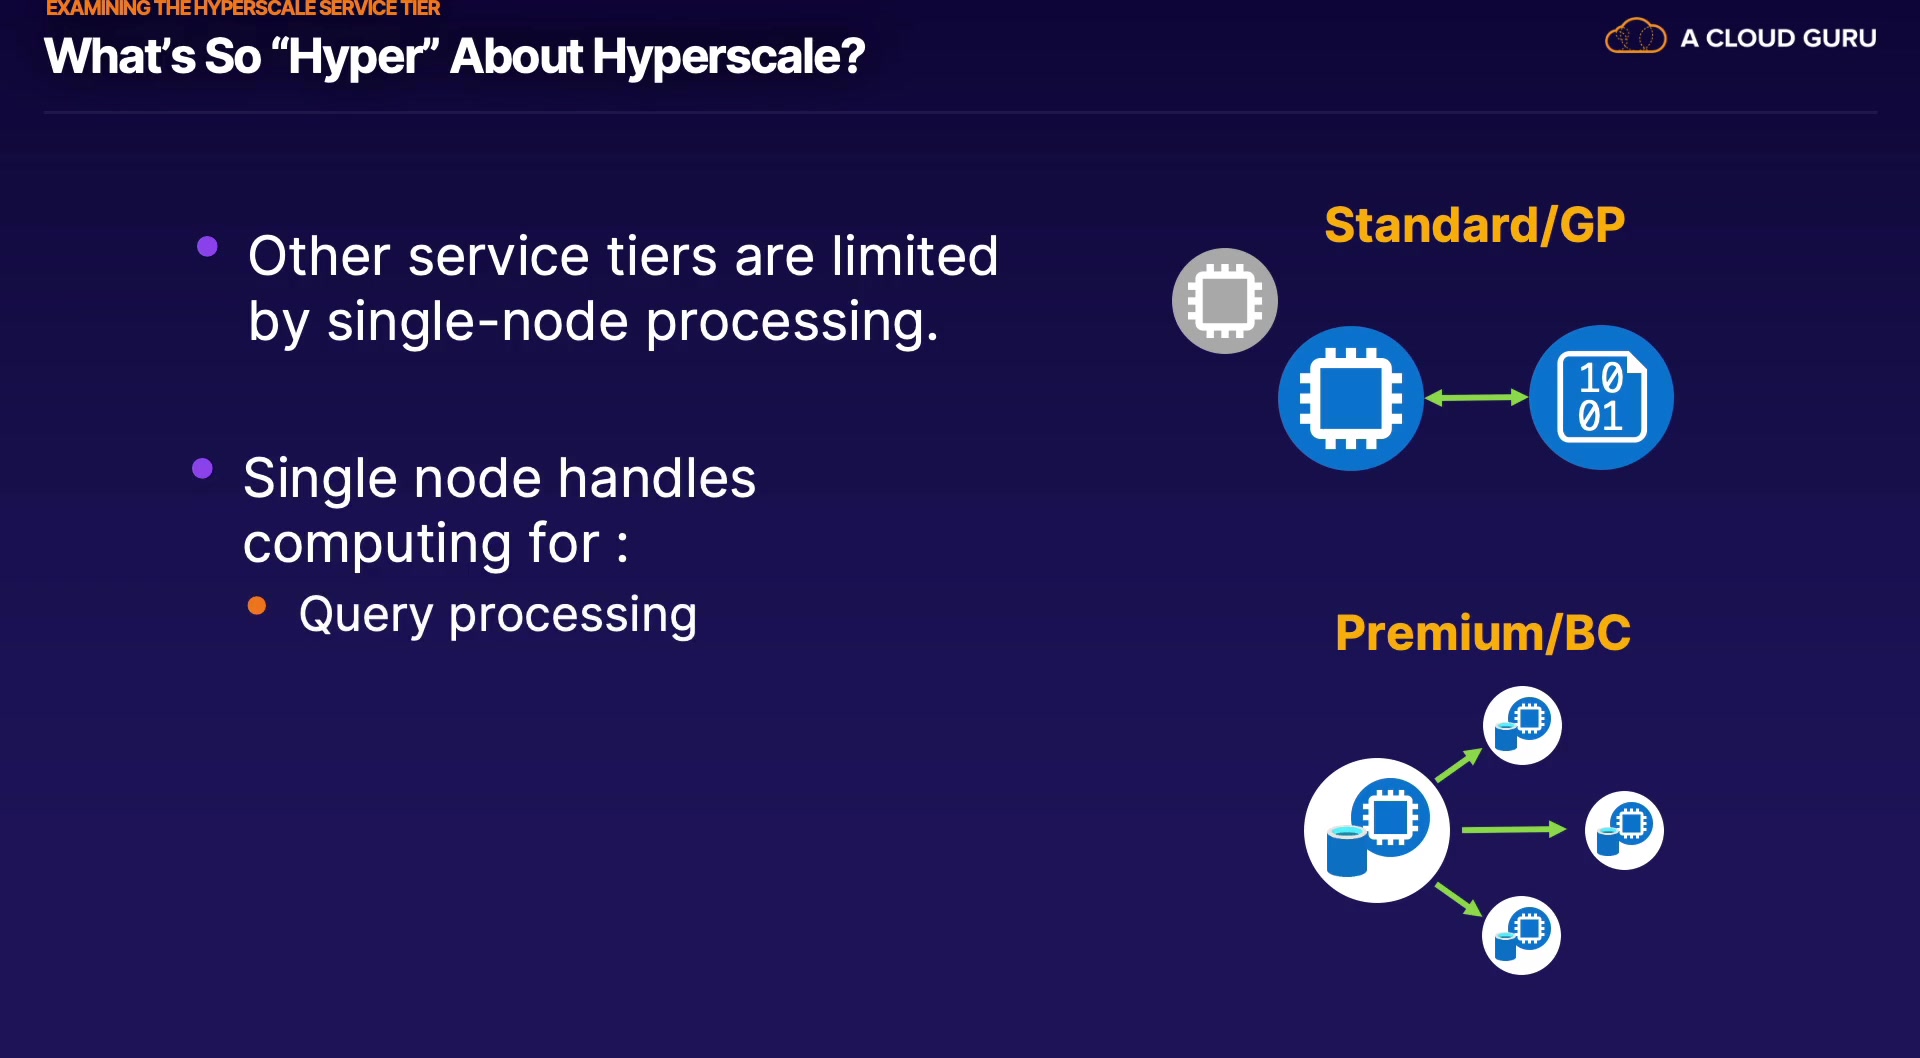 EXAMINING THE HYPERSCALE SERVICE TIER
What’s So “Hyper” About Hyperscale?
A CLOUD GURU
Other service tiers are limited
by single-node processing.
Single node handles
computing for :
Query processing
Standard/GP
10
01
Premium/BC